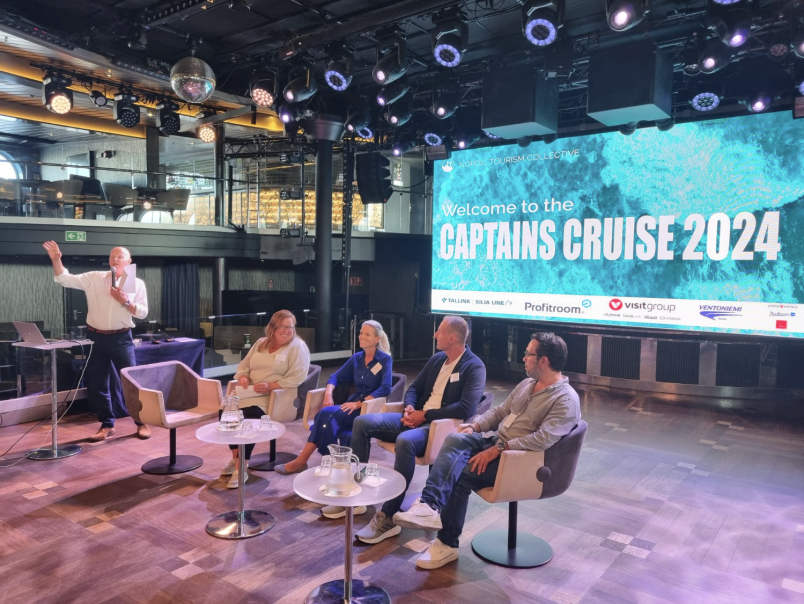 NORDIC TOURISM COLLECTIVE
Welcome to the
CAPTAINS CRUISE 2024
TALLINK SILJA LINE
Profitroom
visitgroup
VENTONIEMI